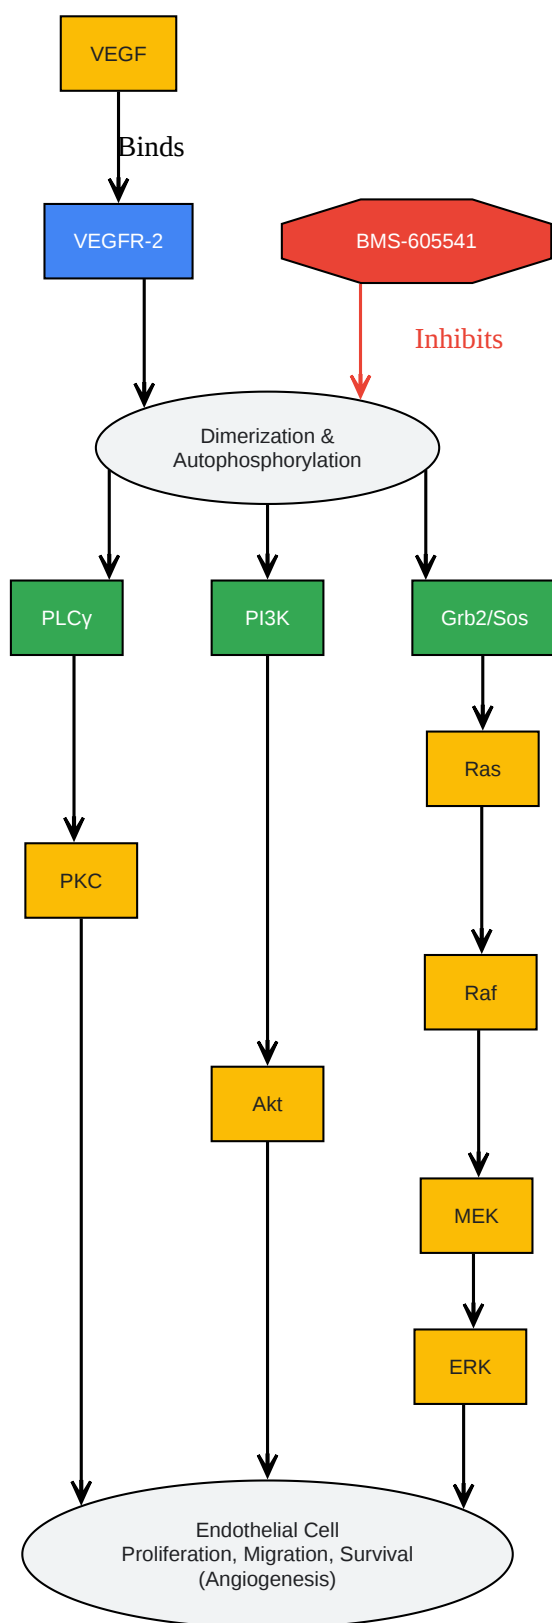 VEGF
Binds
VEGFR-2
BMS-605541
Inhibits
Dimerization &
Autophosphorylation
PLCγ
PI3K
Grb2/Sos
Ras
PKC
Raf
Akt
MEK
ERK
Endothelial Cell
Proliferation, Migration, Survival
(Angiogenesis)